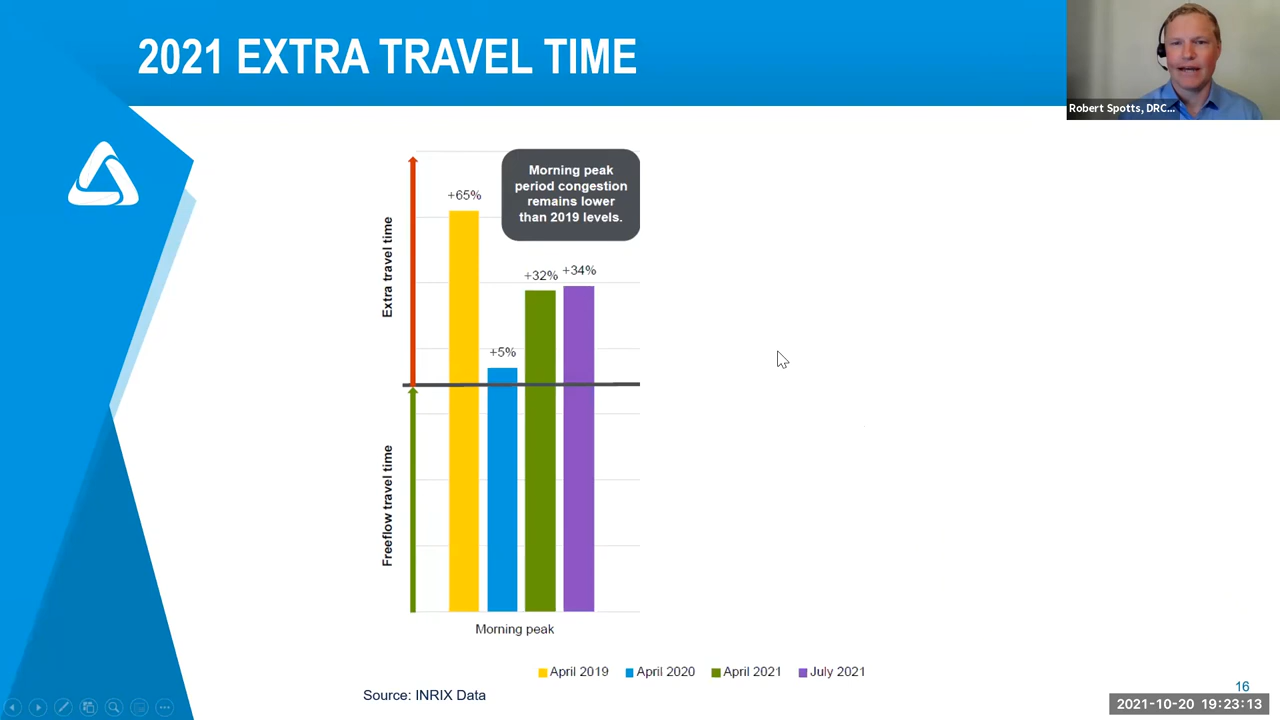 2021 EXTRA TRAVEL TIME
Robert Spotts, DRC...
Morning peak
period congestion
remains lower
than 2019 levels.
+65%
+5%
+32%
+34%
Extra travel time
Freeflow travel time
Morning peak
April 2019
April 2020
April 2021
July 2021
Source: INRIX Data
16
2021-10-20 19:23:13